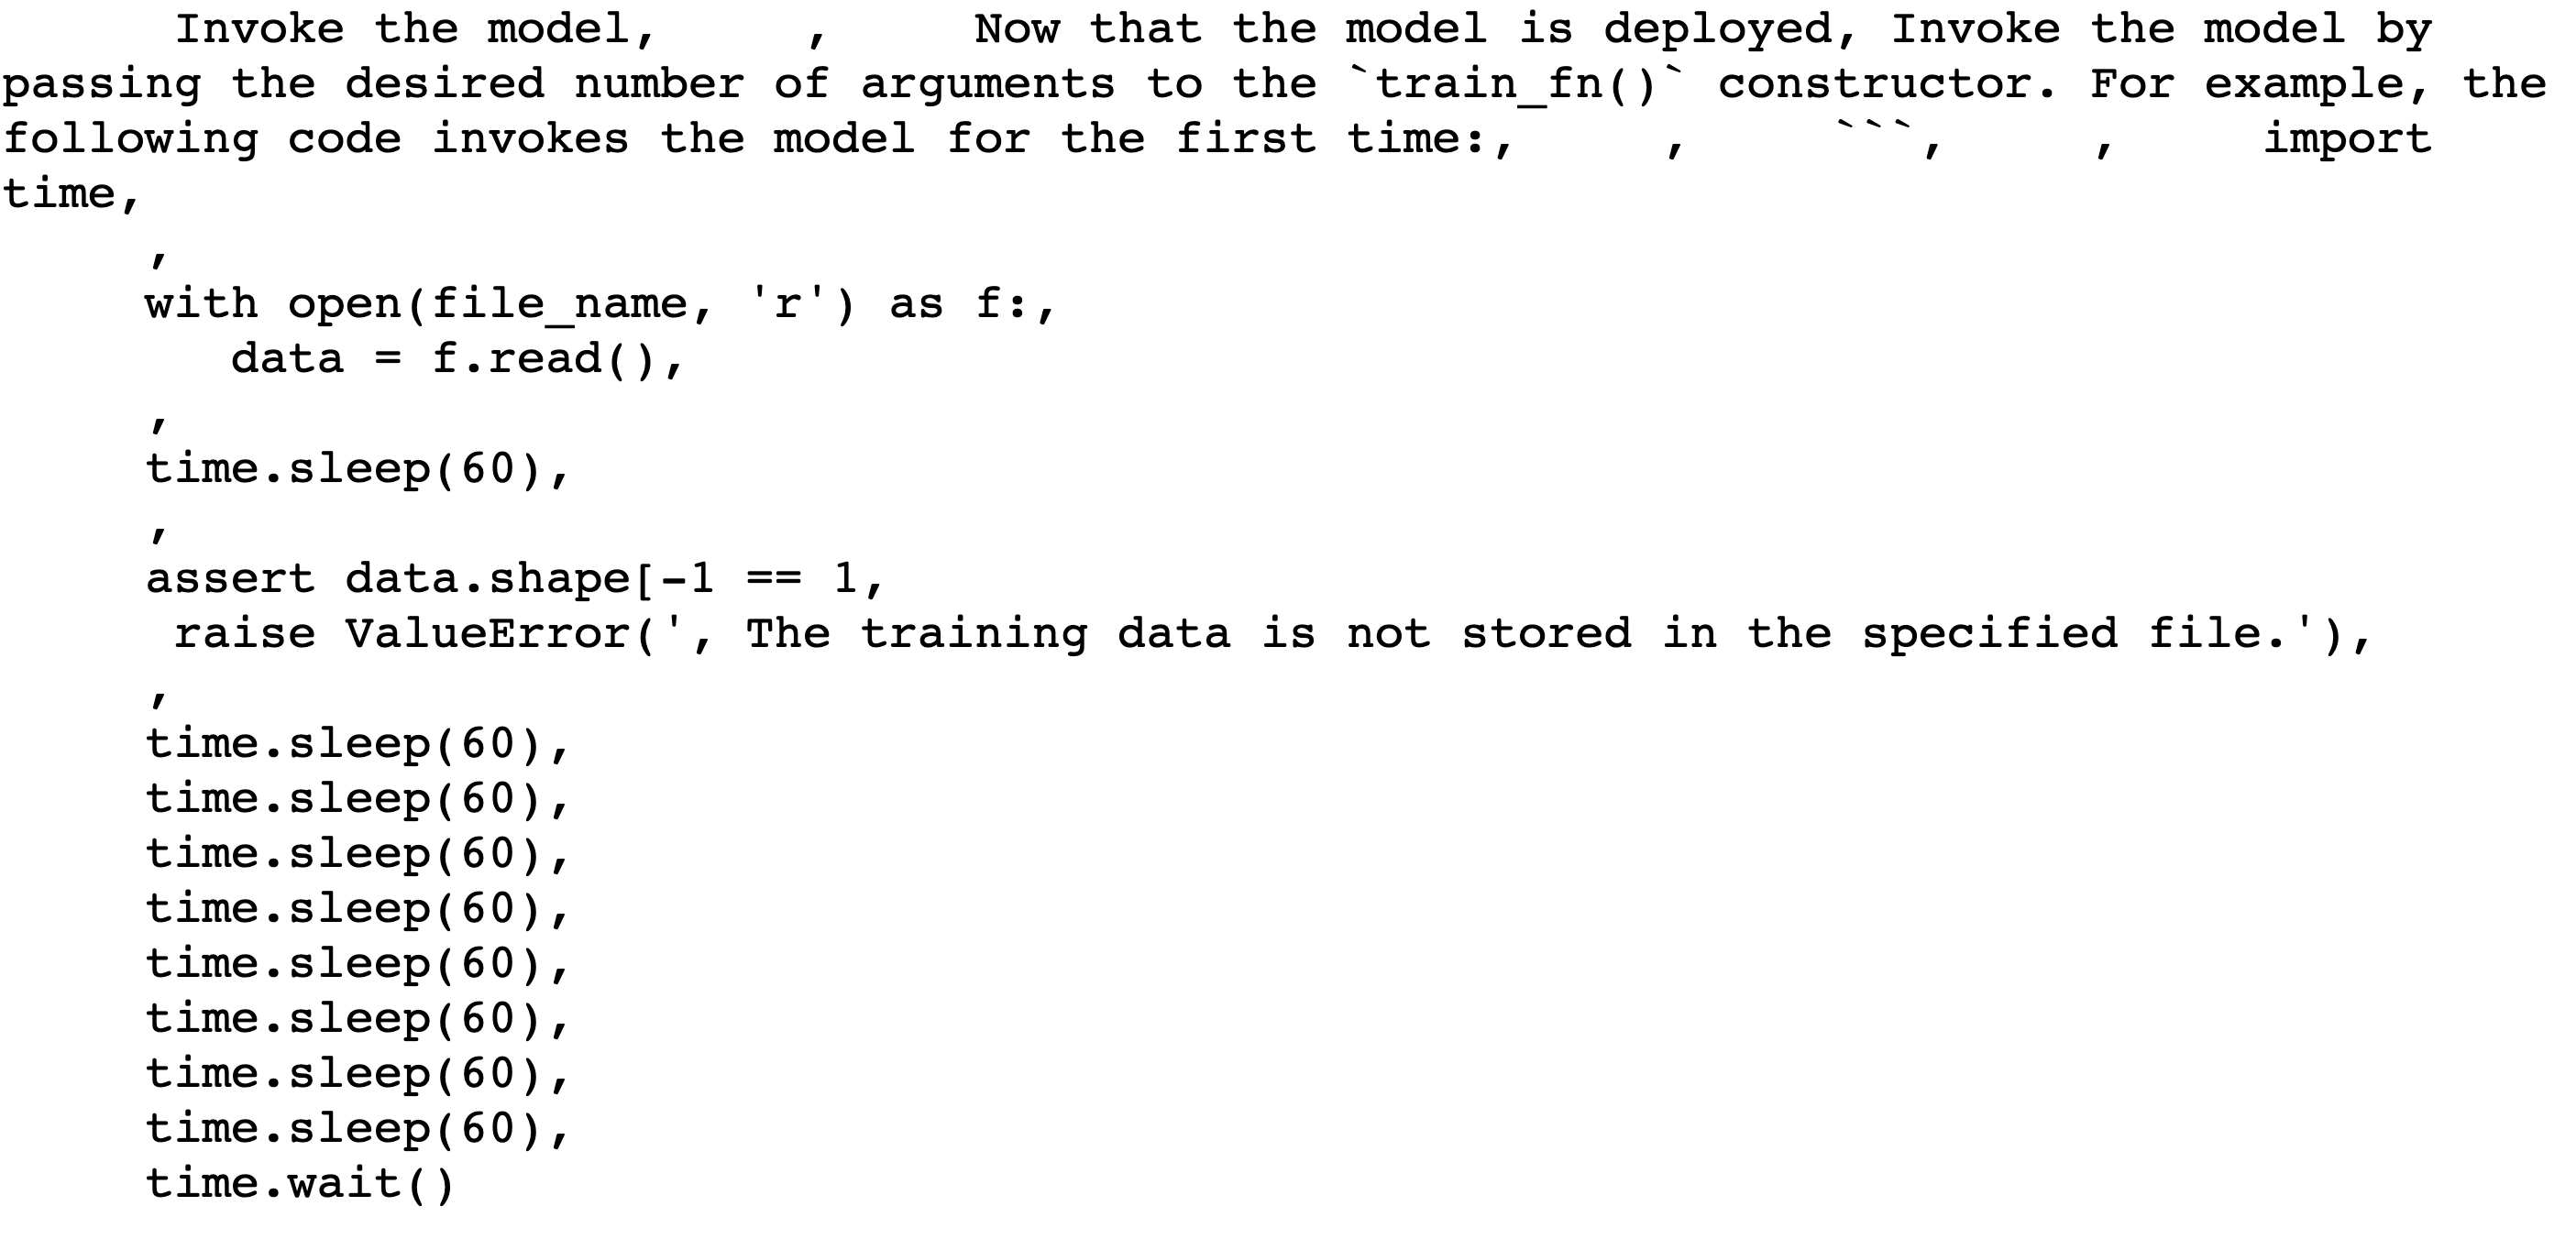 Invoke the model,     ,     Now that the model is deployed, Invoke the model by
passing the desired number of arguments to the `train_fn()` constructor. For example, the
following code invokes the model for the first time:,     ,     ```,     ,     import
time,
     ,
     with open(file_name, 'r') as f:,
        data = f.read(),
     ,
     time.sleep(60),
     ,
     assert data.shape[-1 == 1,
      raise ValueError(', The training data is not stored in the specified file.'),
     ,
     time.sleep(60),
     time.sleep(60),
     time.sleep(60),
     time.sleep(60),
     time.sleep(60),
     time.sleep(60),
     time.sleep(60),
     time.sleep(60),
     time.wait()